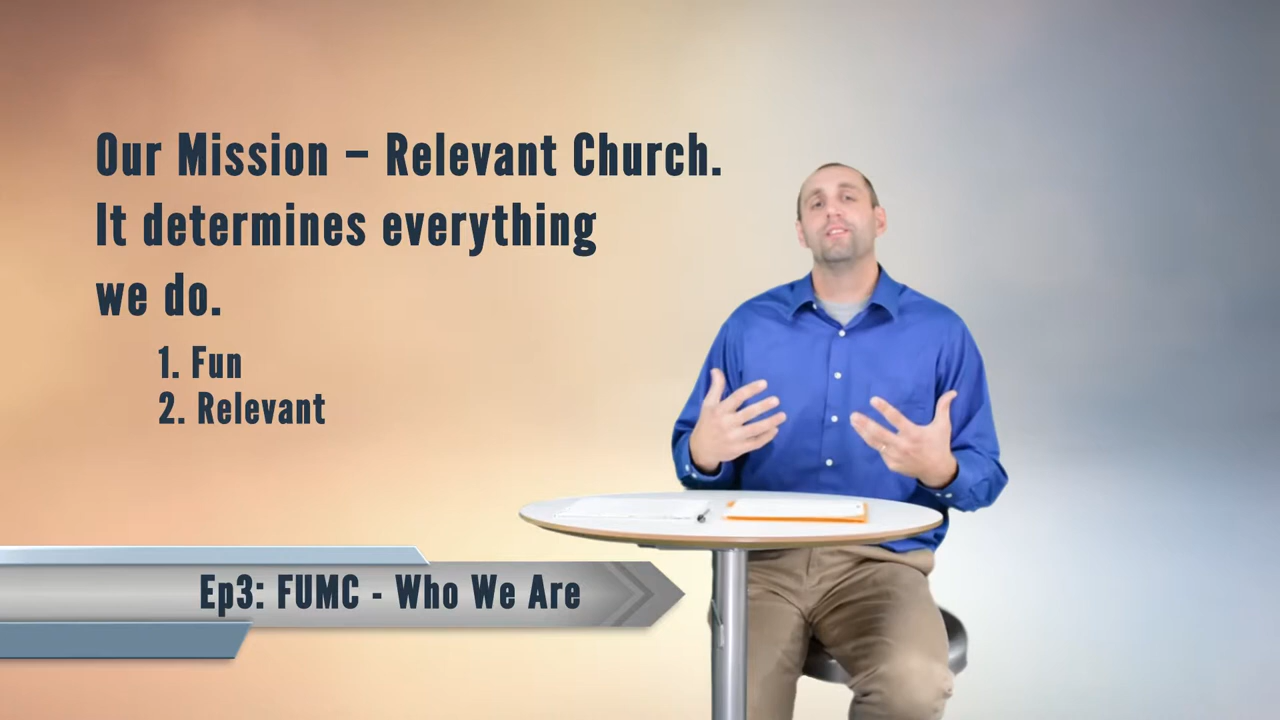 Our Mission – Relevant Church.
It determines everything
we do.
1. Fun
2. Relevant
Ep3: FUMC - Who We Are